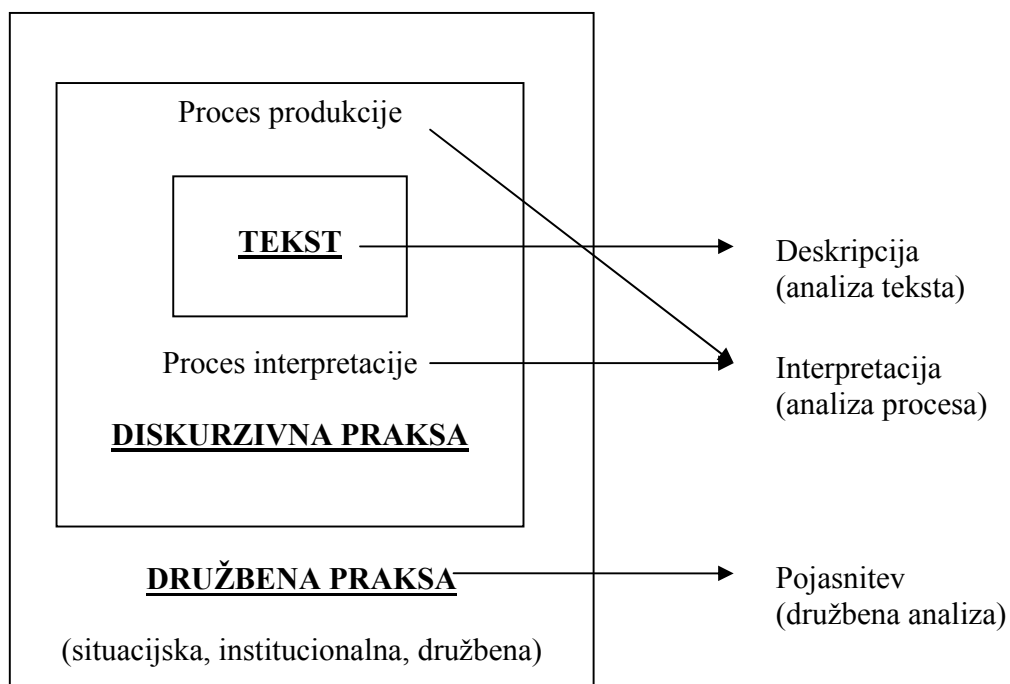 Proces produkcije
TEKST
Deskripcija
(analiza teksta)
Proces interpretacije
Interpretacija
(analiza procesa)
DISKURZIVNA PRAKSA
DRUŽBENA PRAKSA
Pojasnitev
(družbena analiza)
(situacijska, institucionalna, družbena)